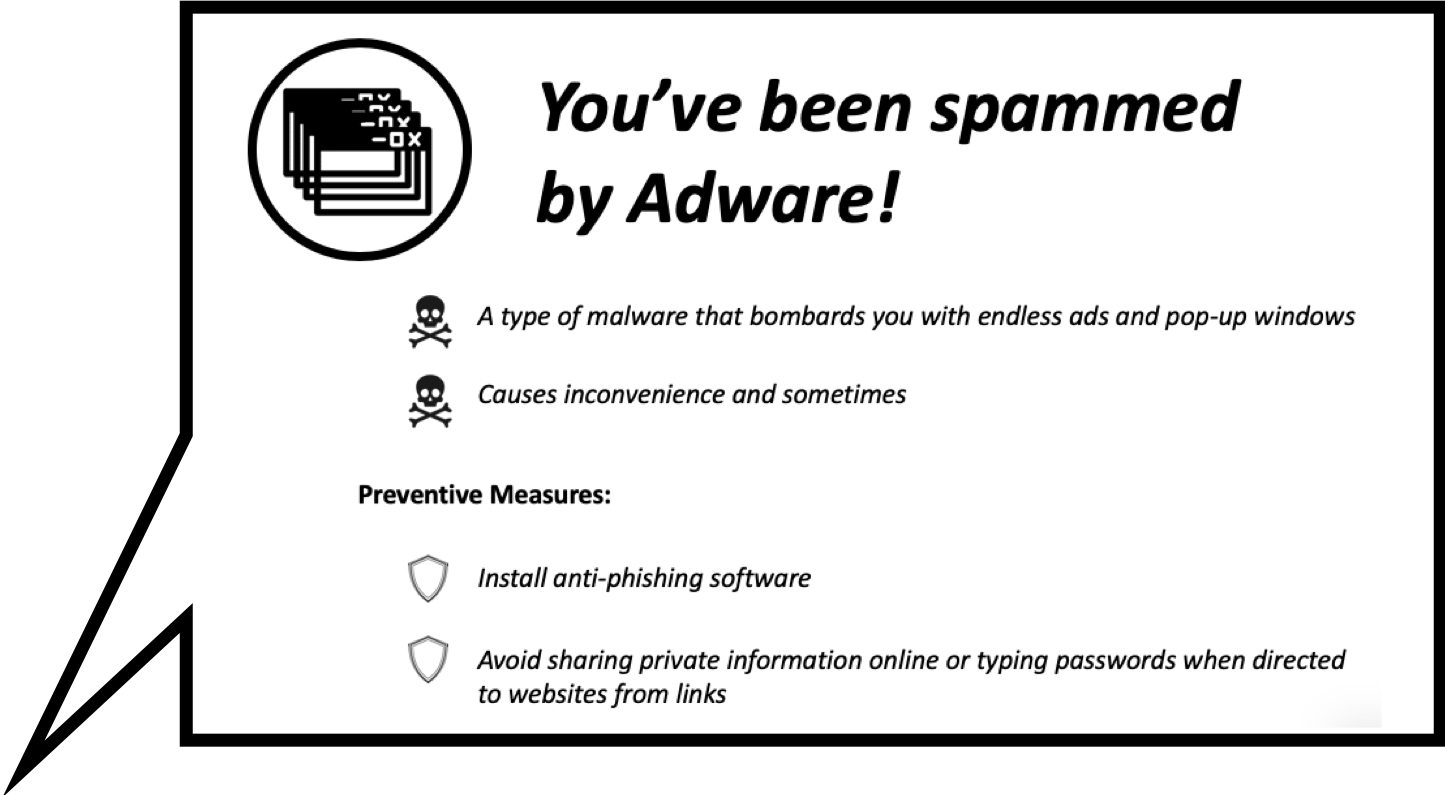 You’ve been spammed
by Adware!
A type of malware that bombards you with endless ads and pop-up windows
Causes inconvenience and sometimes
Preventive Measures:
Install anti-phishing software
Avoid sharing private information online or typing passwords when directed
to websites from links